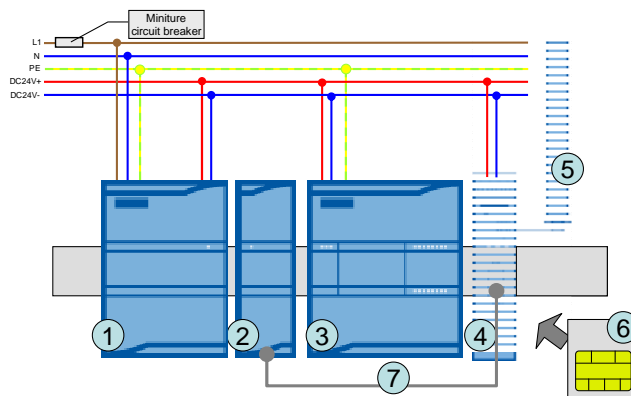 Miniture
circuit breaker
L1
N
PE
DC24V+
DC24V-
5
1
2
3
4
6
7